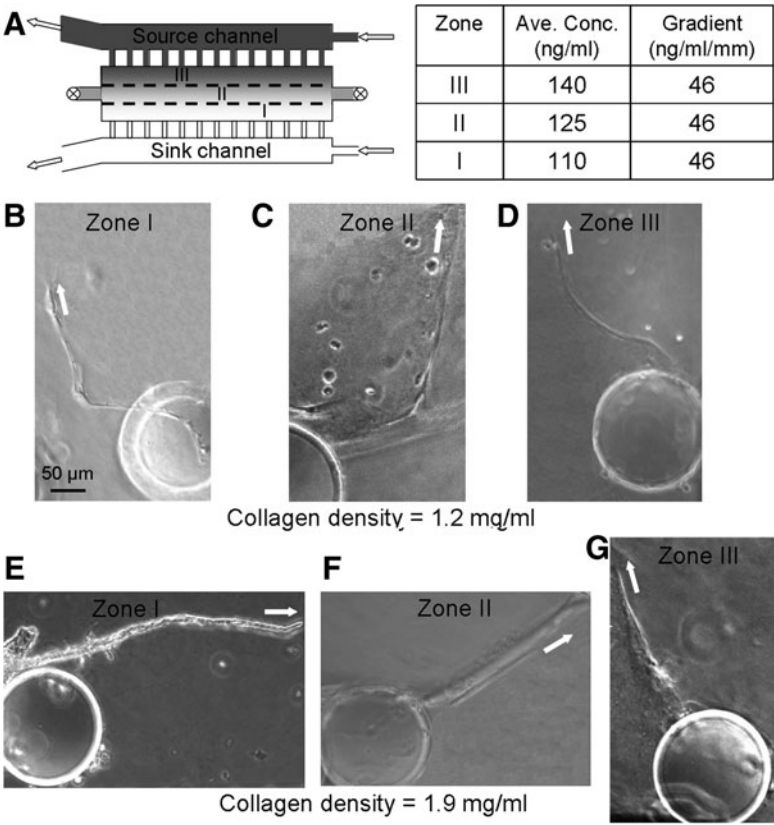 A
Source channel
III
II
I
Sink channel
Zone Ave. Conc. (ng/ml) Gradient (ng/ml/mm)
III 140 46
II 125 46
I 110 46
B Zone I
50 µm
C Zone II
D Zone III
Collagen density = 1.2 mg/ml
E Zone I
F Zone II
G Zone III
Collagen density = 1.9 mg/ml